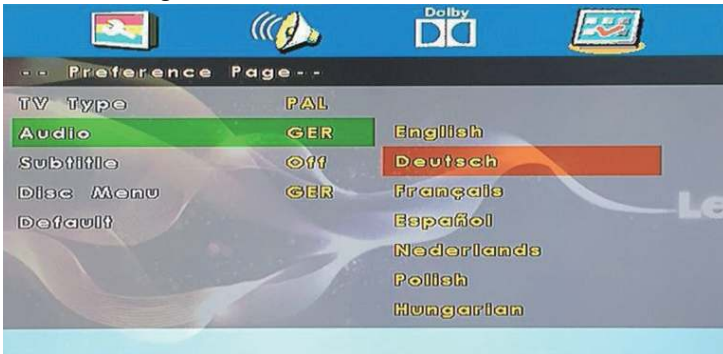 Dolby
-- Preference Page--
TV Type PAL
Audio GER English
Subtitle Off Deutsch
Disc Menu GER Français
Default Español
Nederlands
Polish
Hungarian
Le